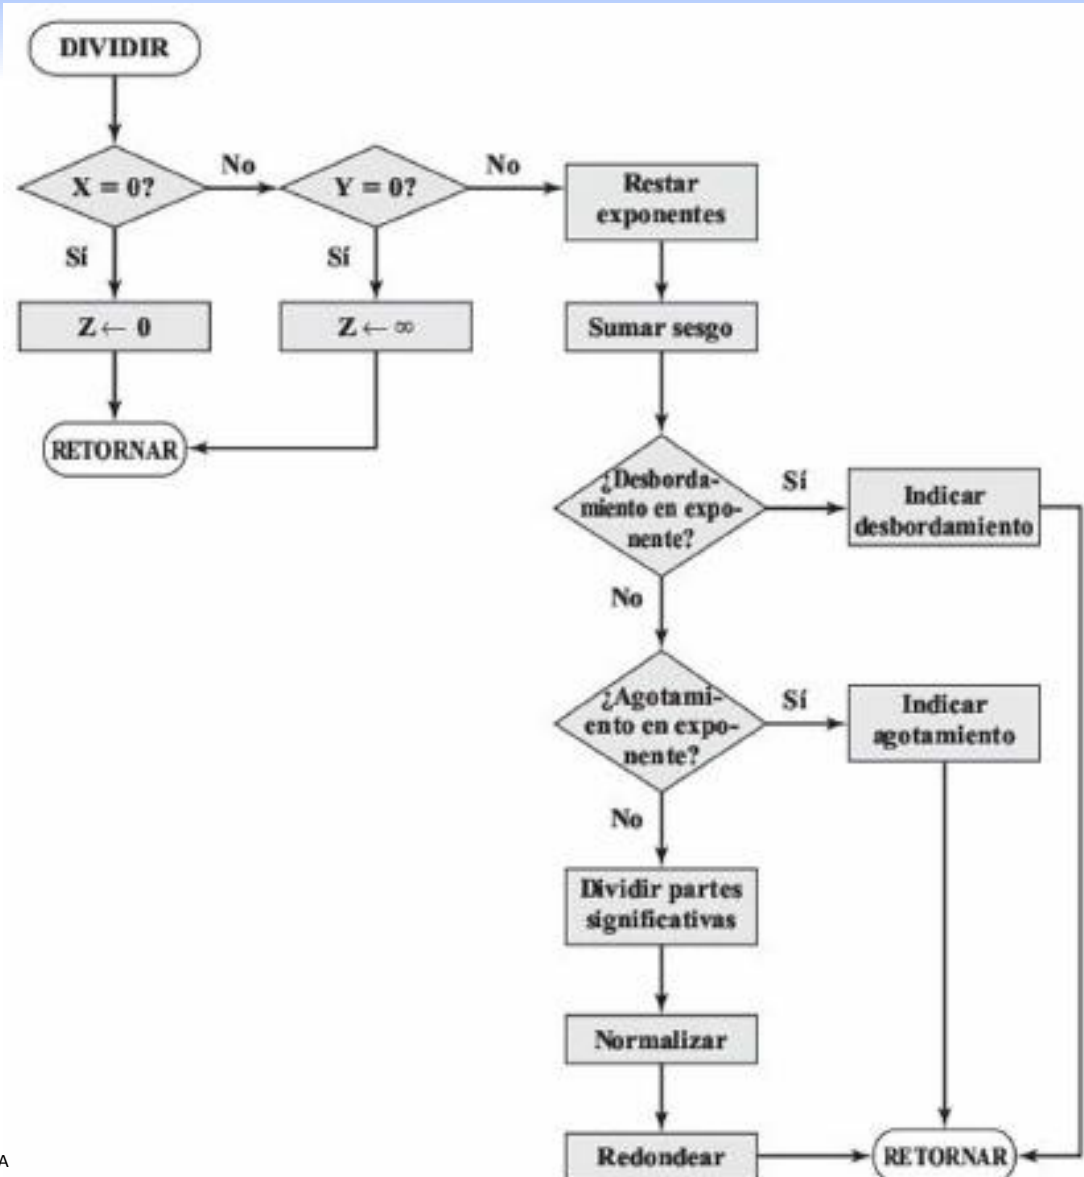 DIVIDIR
X = 0?
No
Y = 0?
No
Restar
exponentes
Sí
Sí
Z ← 0
Z ← ∞
Sumar sesgo
RETORNAR
¿Desborda-
miento en expo-
nente?
Sí
Indicar
desbordamiento
No
¿Agotami-
ento en expo-
nente?
Sí
Indicar
agotamiento
No
Dividir partes
significativas
Normalizar
Redondear
RETORNAR
A